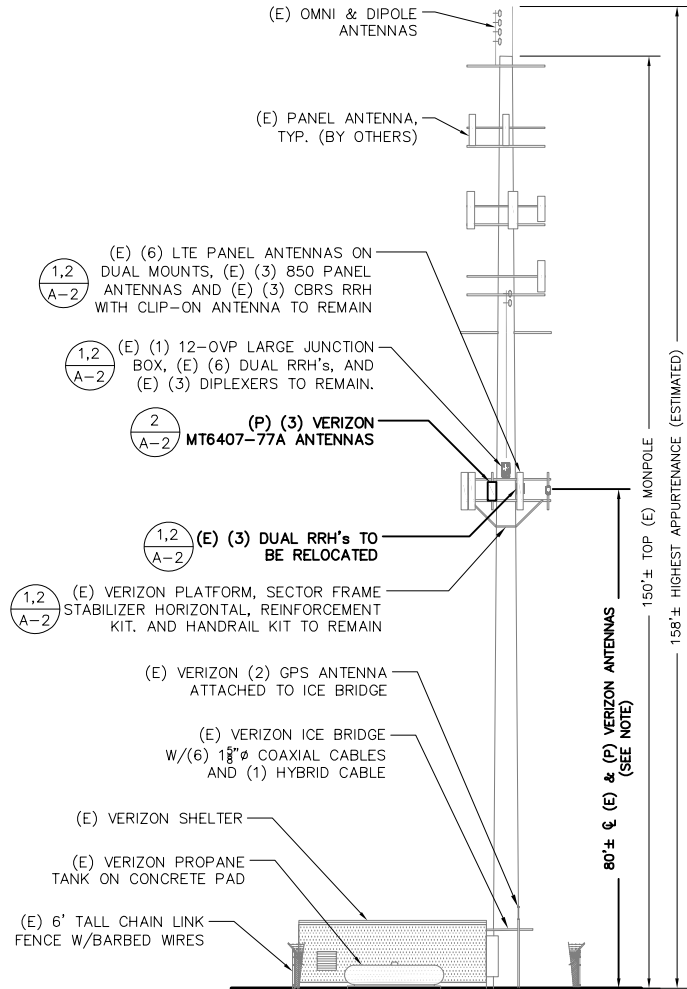 (E) OMNI & DIPOLE
ANTENNAS
(E) PANEL ANTENNA,
TYP. (BY OTHERS)
(E) (6) LTE PANEL ANTENNAS ON
DUAL MOUNTS, (E) (3) 850 PANEL
ANTENNAS AND (E) (3) CBRS RRH
WITH CLIP-ON ANTENNA TO REMAIN
1,2
A-2
(E) (1) 12-OVP LARGE JUNCTION
BOX, (E) (6) DUAL RRH's, AND
(E) (3) DIPLEXERS TO REMAIN.
1,2
A-2
(P) (3) VERIZON
MT6407-77A ANTENNAS
2
A-2
(E) (3) DUAL RRH's TO
BE RELOCATED
1,2
A-2
(E) VERIZON PLATFORM, SECTOR FRAME
STABILIZER HORIZONTAL, REINFORCEMENT
KIT. AND HANDRAIL KIT TO REMAIN
1,2
A-2
(E) VERIZON (2) GPS ANTENNA
ATTACHED TO ICE BRIDGE
(E) VERIZON ICE BRIDGE
W/(6) 1 5/8"ø COAXIAL CABLES
AND (1) HYBRID CABLE
(E) VERIZON SHELTER
(E) VERIZON PROPANE
TANK ON CONCRETE PAD
(E) 6' TALL CHAIN LINK
FENCE W/BARBED WIRES
80'± ℄ (E) & (P) VERIZON ANTENNAS
(SEE NOTE)
150'± TOP (E) MONPOLE
158'± HIGHEST APPURTENANCE (ESTIMATED)